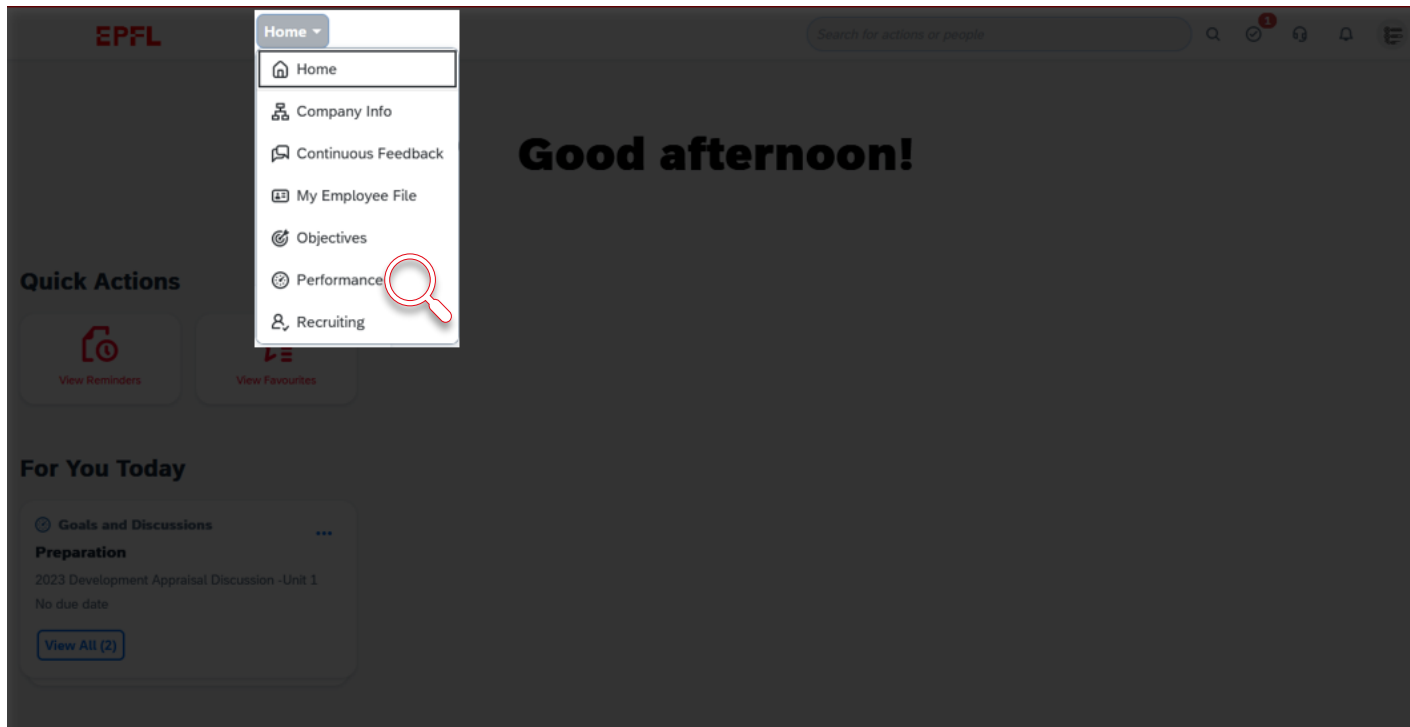 EPFL
Home
Search for actions or people
1
Home
Company Info
Continuous Feedback
My Employee File
Objectives
Performance
Recruiting
Good afternoon!
Quick Actions
View Reminders
View Favourites
For You Today
Goals and Discussions
Preparation
2023 Development Appraisal Discussion -Unit 1
No due date
View All (2)